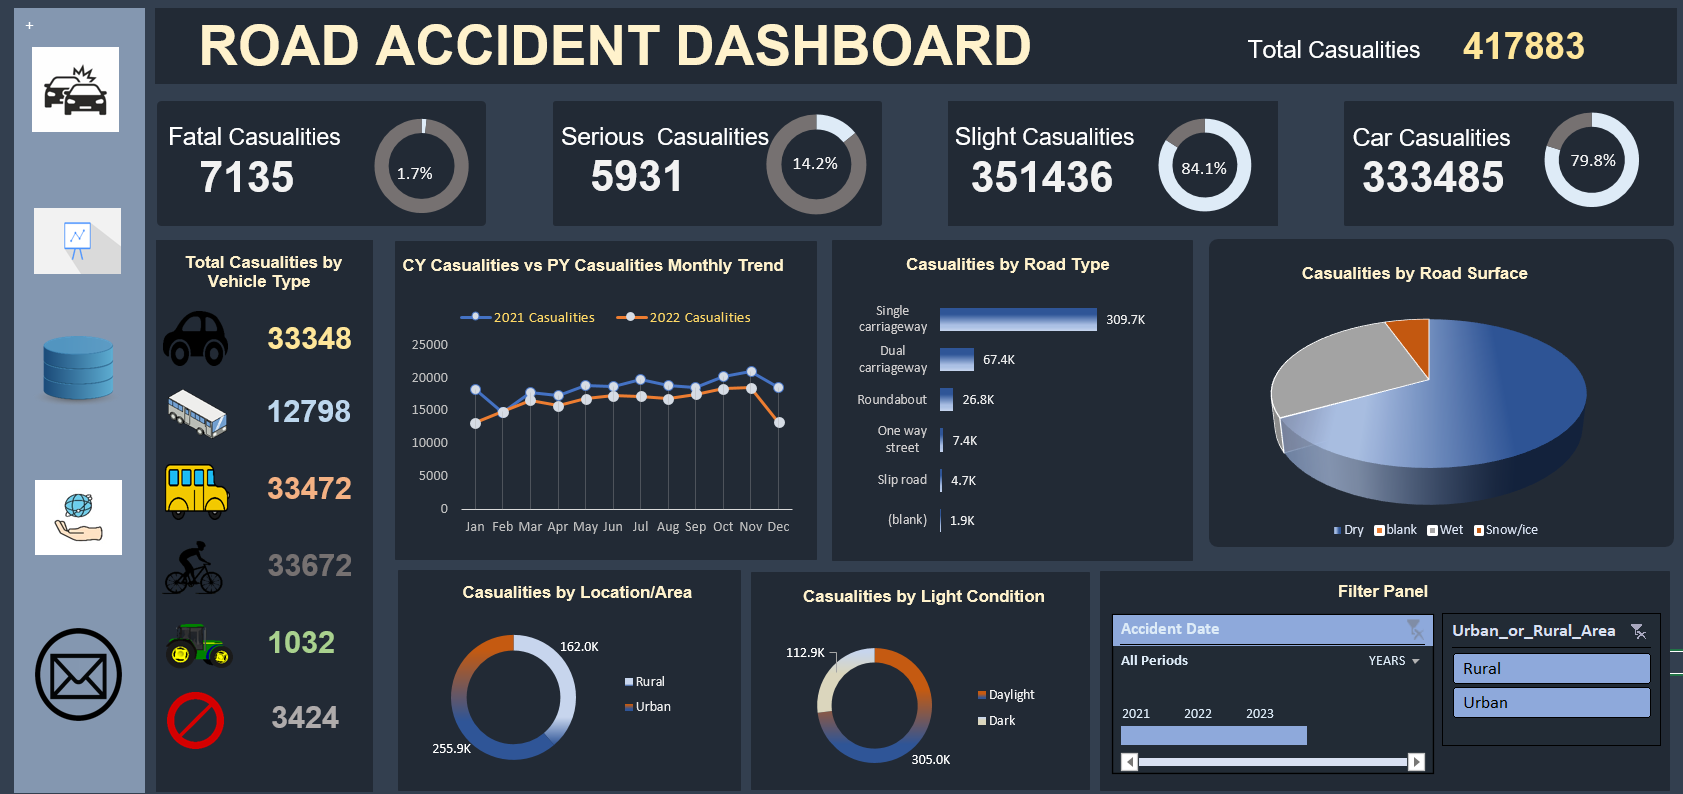 +
ROAD ACCIDENT DASHBOARD
Total Casualities 417883
Fatal Casualities
7135
1.7%
Serious Casualities
5931
14.2%
Slight Casualities
351436
84.1%
Car Casualities
333485
79.8%
Total Casualities by
Vehicle Type
33348
12798
33472
33672
1032
3424
CY Casualities vs PY Casualities Monthly Trend
2021 Casualities 2022 Casualities
25000
20000
15000
10000
5000
0
Jan Feb Mar Apr May Jun Jul Aug Sep Oct Nov Dec
Casualities by Road Type
Single
carriageway 309.7K
Dual
carriageway 67.4K
Roundabout 26.8K
One way
street 7.4K
Slip road 4.7K
(blank) 1.9K
Casualities by Road Surface
Dry blank Wet Snow/ice
Casualities by Location/Area
162.0K
255.9K
Rural
Urban
Casualities by Light Condition
112.9K
305.0K
Daylight
Dark
Filter Panel
Accident Date
All Periods YEARS
2021 2022 2023
Urban_or_Rural_Area
Rural
Urban